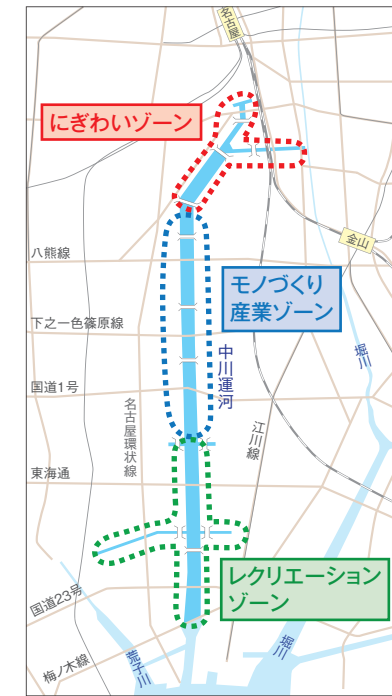 名古屋
にぎわいゾーン
金山
八熊線
モノづくり
産業ゾーン
下之一色篠原線
中川運河
堀川
国道1号
名古屋環状線
江川線
東海通
レクリエーション
ゾーン
国道23号
荒子川
堀川
梅ノ木線